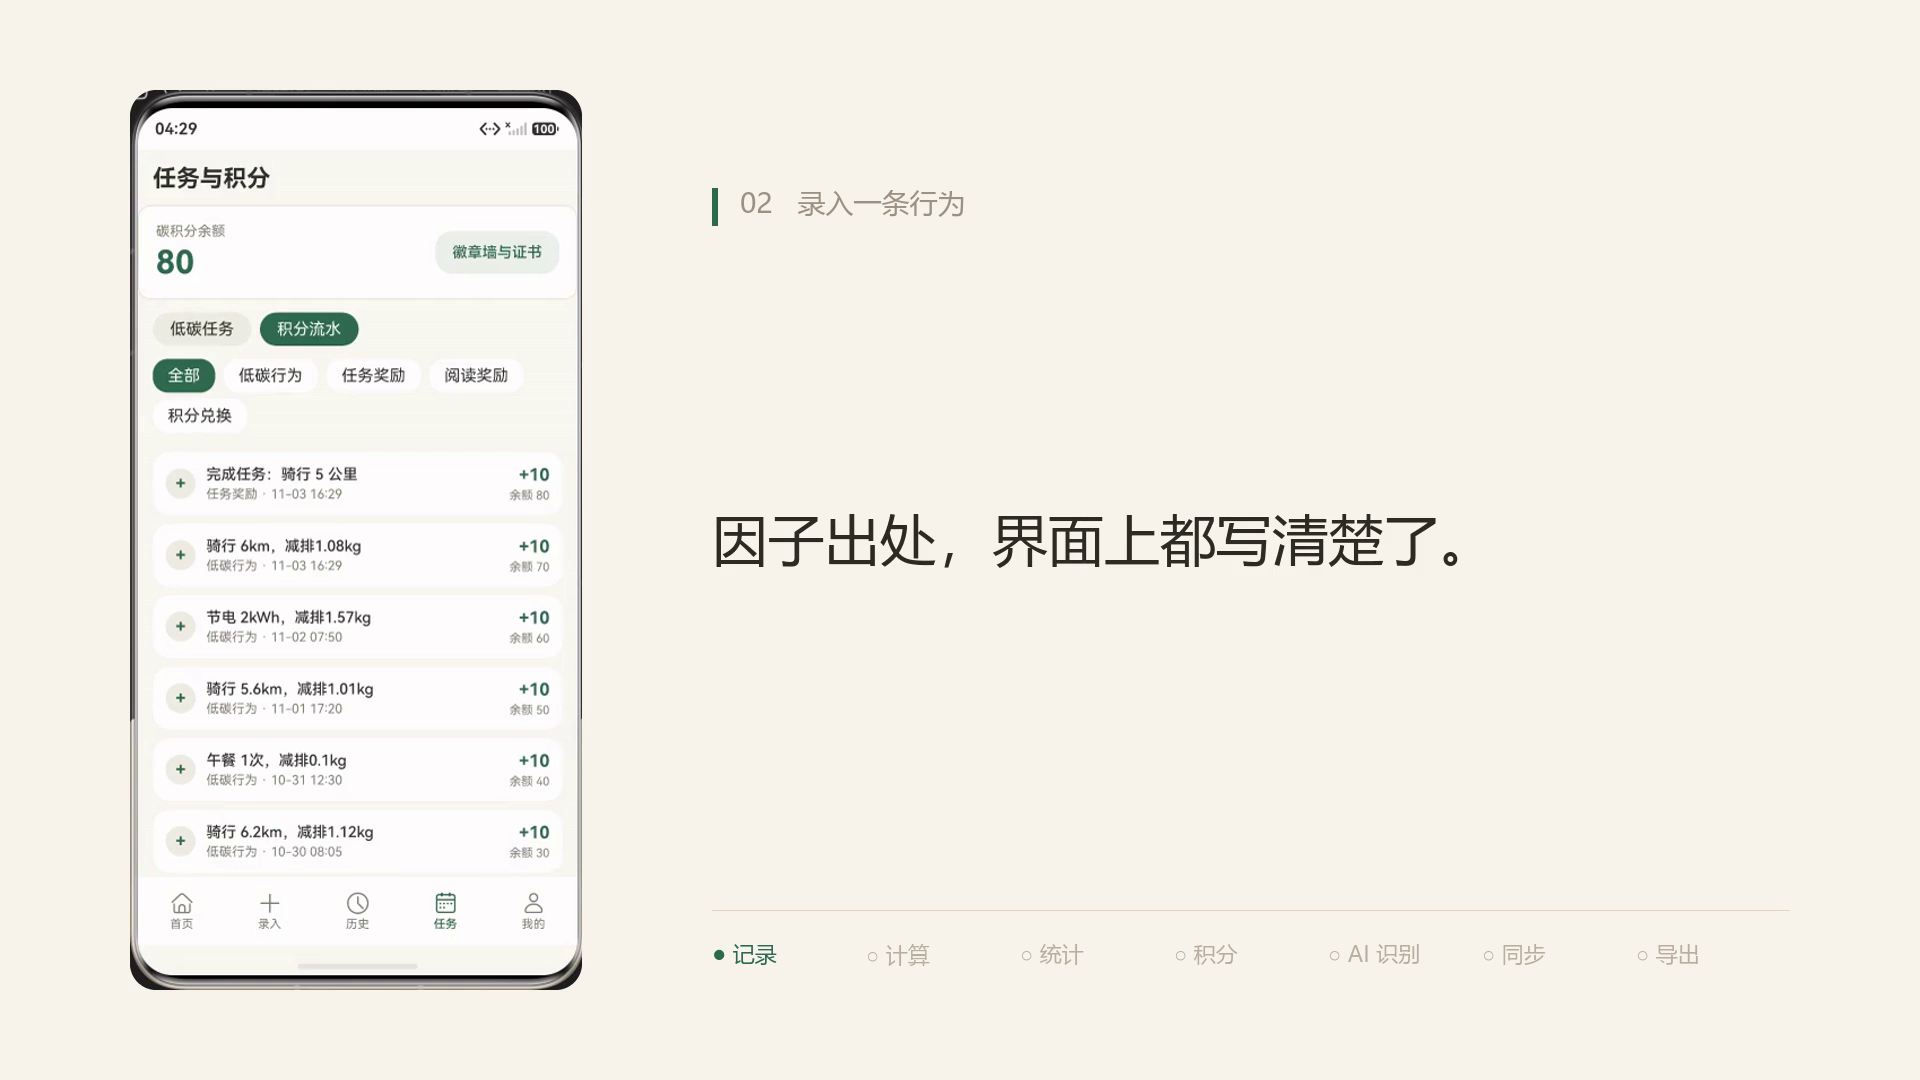 04:29
100
任务与积分
碳积分余额
80
徽章墙与证书
低碳任务
积分流水
全部
低碳行为
任务奖励
阅读奖励
积分兑换
完成任务：骑行 5 公里
+10
任务奖励 · 11-03 16:29
余额 80
骑行 6km，减排1.08kg
+10
低碳行为 · 11-03 16:29
余额 70
节电 2kWh，减排1.57kg
+10
低碳行为 · 11-02 07:50
余额 60
骑行 5.6km，减排1.01kg
+10
低碳行为 · 11-01 17:20
余额 50
午餐 1次，减排0.1kg
+10
低碳行为 · 10-31 12:30
余额 40
骑行 6.2km，减排1.12kg
+10
低碳行为 · 10-30 08:05
余额 30
首页
录入
历史
任务
我的
02 录入一条行为
因子出处，界面上都写清楚了。
记录
计算
统计
积分
AI 识别
同步
导出